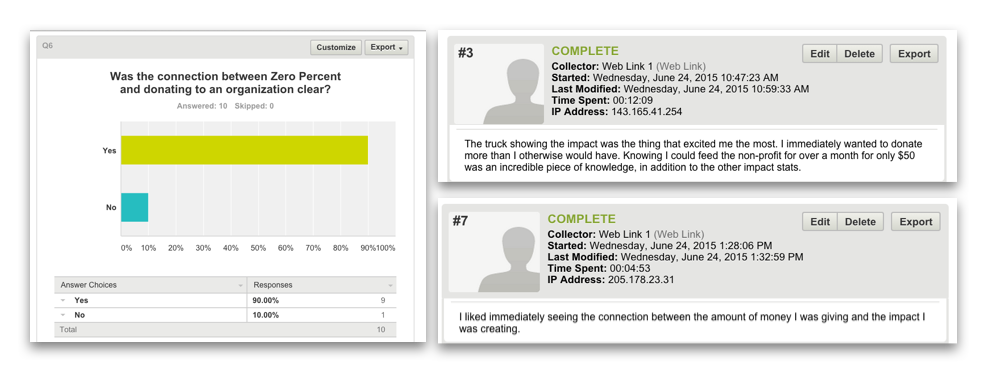 Q6
Customize Export
Was the connection between Zero Percent
and donating to an organization clear?
Answered: 10 Skipped: 0
Yes
No
0% 10% 20% 30% 40% 50% 60% 70% 80% 90%100%
Answer Choices Responses
Yes 90.00% 9
No 10.00% 1
Total 10
#3
COMPLETE
Edit Delete Export
Collector: Web Link 1 (Web Link)
Started: Wednesday, June 24, 2015 10:47:23 AM
Last Modified: Wednesday, June 24, 2015 10:59:33 AM
Time Spent: 00:12:09
IP Address: 143.165.41.254
The truck showing the impact was the thing that excited me the most. I immediately wanted to donate
more than I otherwise would have. Knowing I could feed the non-profit for over a month for only $50
was an incredible piece of knowledge, in addition to the other impact stats.
#7
COMPLETE
Edit Delete Export
Collector: Web Link 1 (Web Link)
Started: Wednesday, June 24, 2015 1:28:06 PM
Last Modified: Wednesday, June 24, 2015 1:32:59 PM
Time Spent: 00:04:53
IP Address: 205.178.23.31
I liked immediately seeing the connection between the amount of money I was giving and the impact I
was creating.